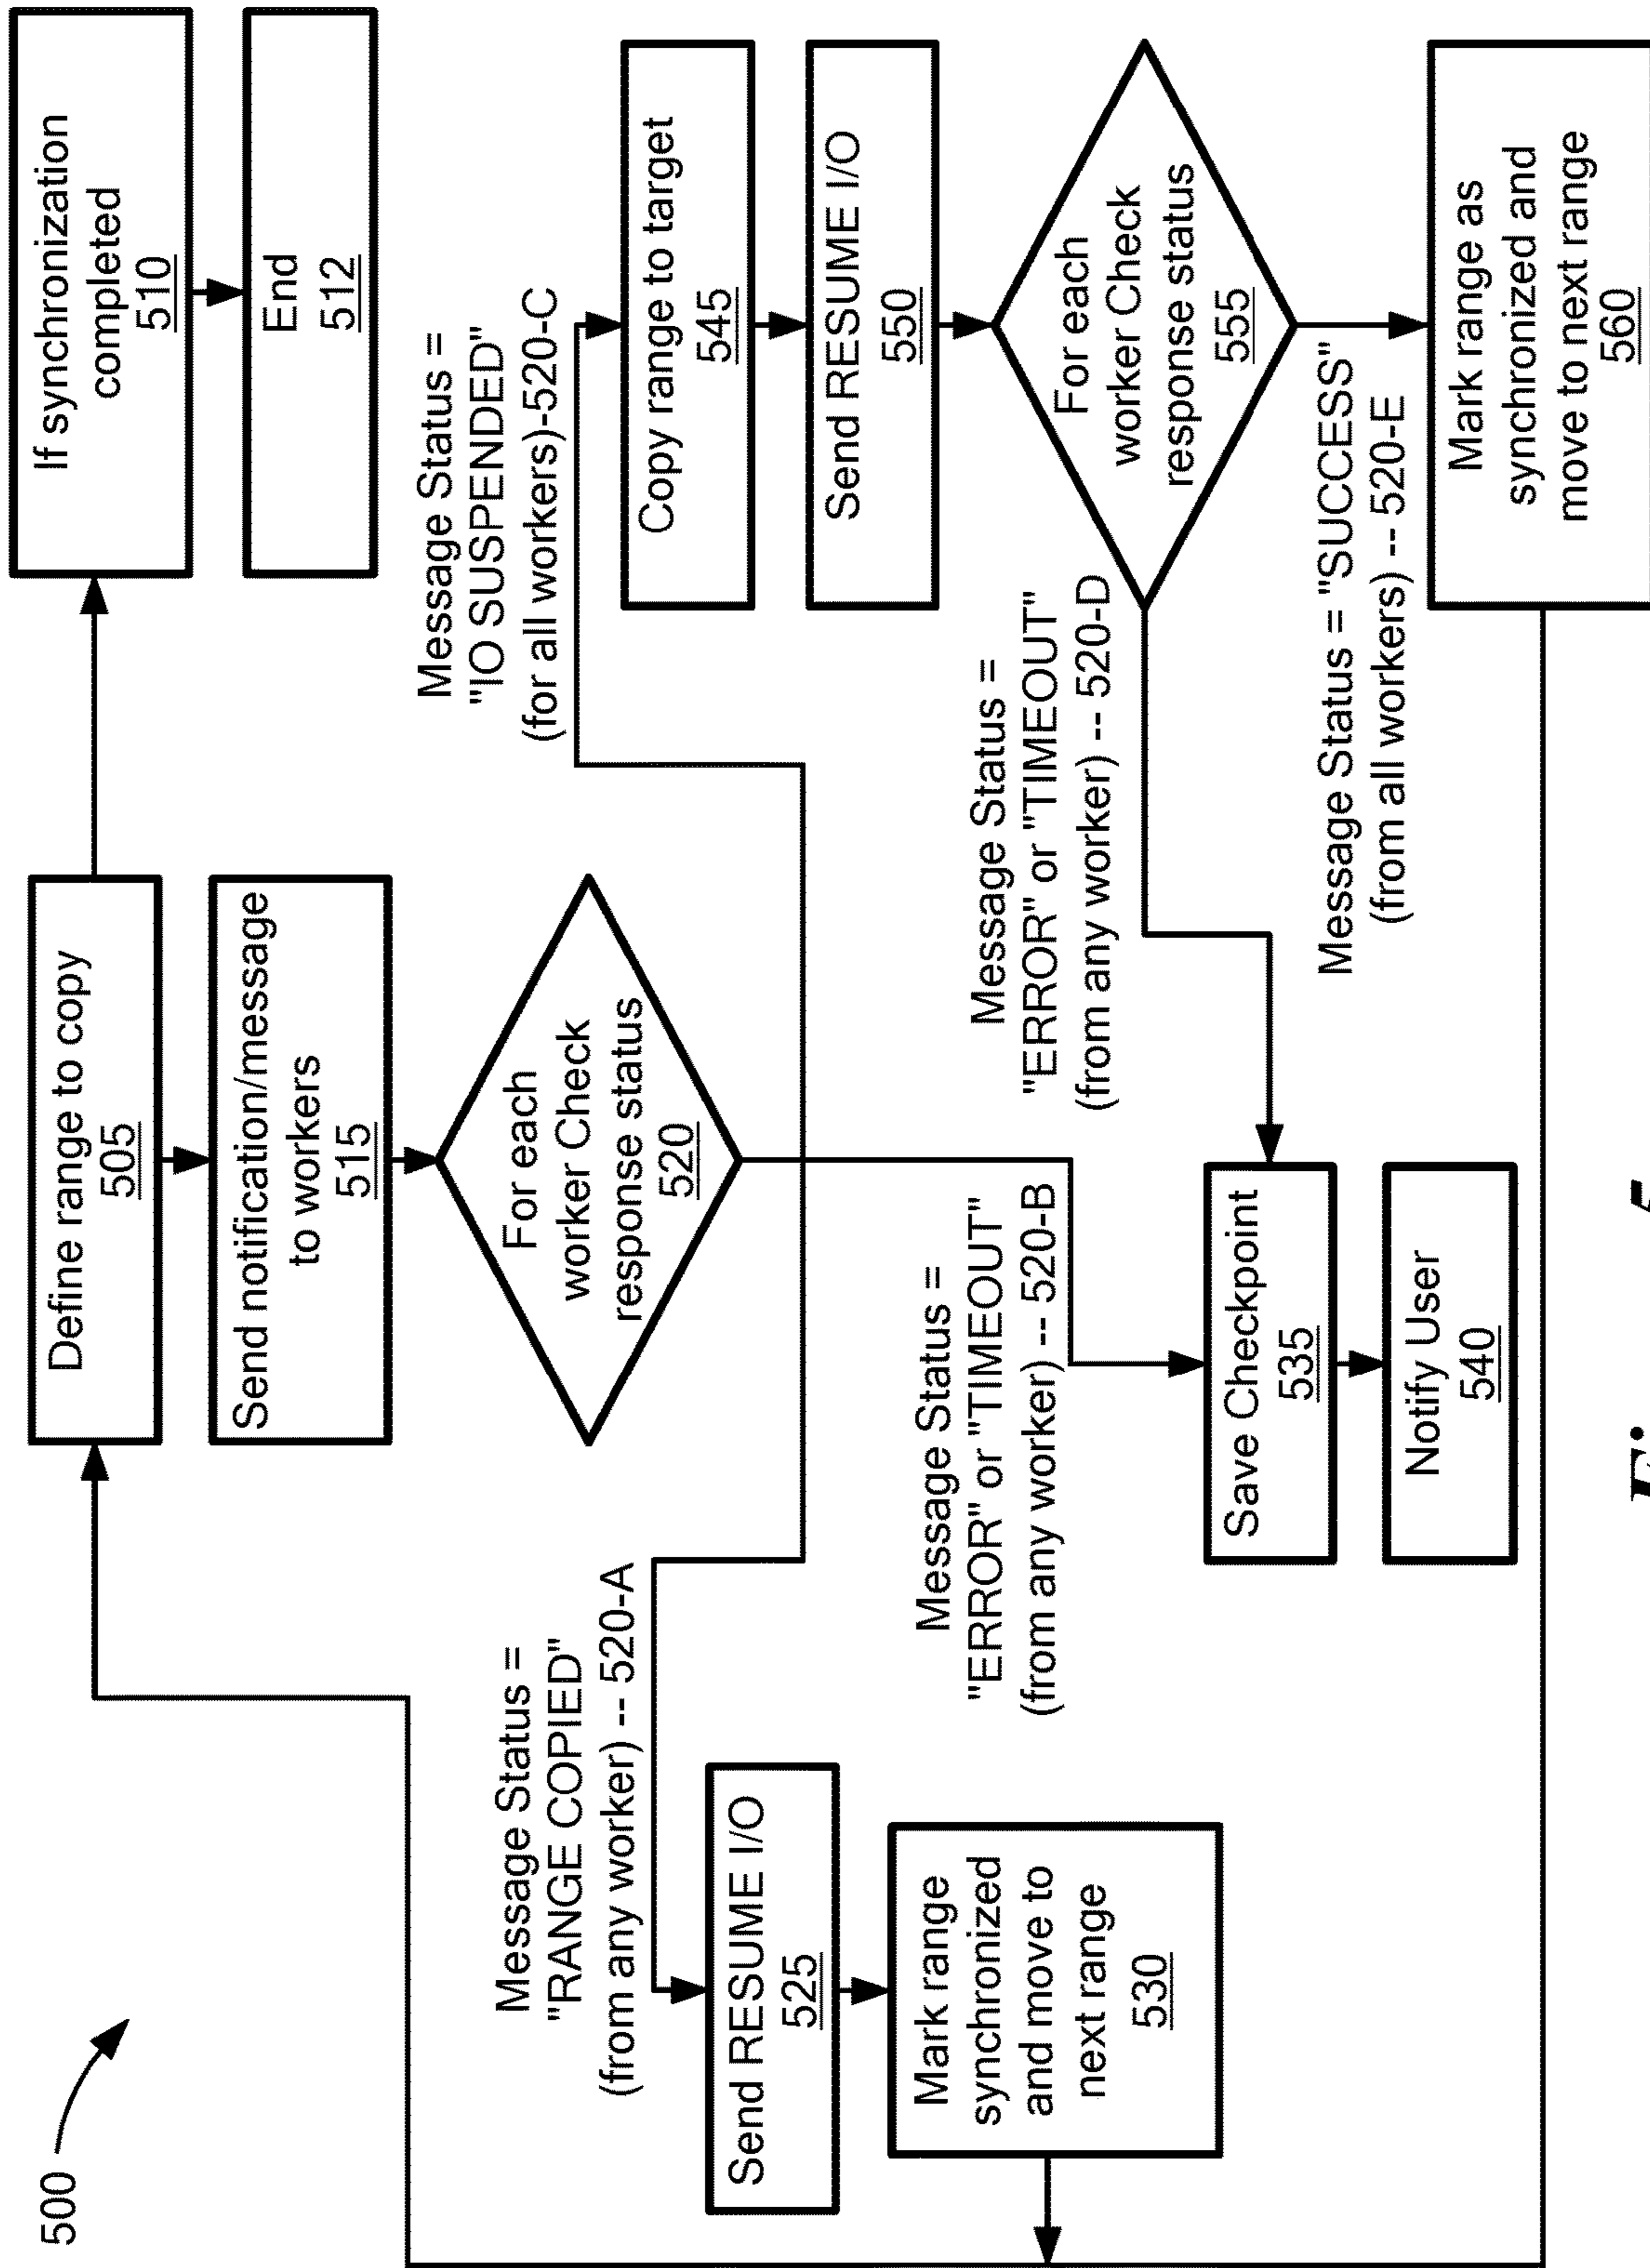 500
Define range to copy
505
If synchronization
completed
510
End
512
Send notification/message
to workers
515
For each
worker Check
response status
520
Message Status =
"RANGE COPIED"
(from any worker) -- 520-A
Message Status =
"IO SUSPENDED"
(for all workers)-520-C
Send RESUME I/O
525
Mark range
synchronized
and move to
next range
530
Message Status =
"ERROR" or "TIMEOUT"
(from any worker) -- 520-B
Save Checkpoint
535
Notify User
540
Copy range to target
545
Send RESUME I/O
550
For each
worker Check
response status
555
Message Status =
"ERROR" or "TIMEOUT"
(from any worker) -- 520-D
Message Status = "SUCCESS"
(from all workers) -- 520-E
Mark range as
synchronized and
move to next range
560